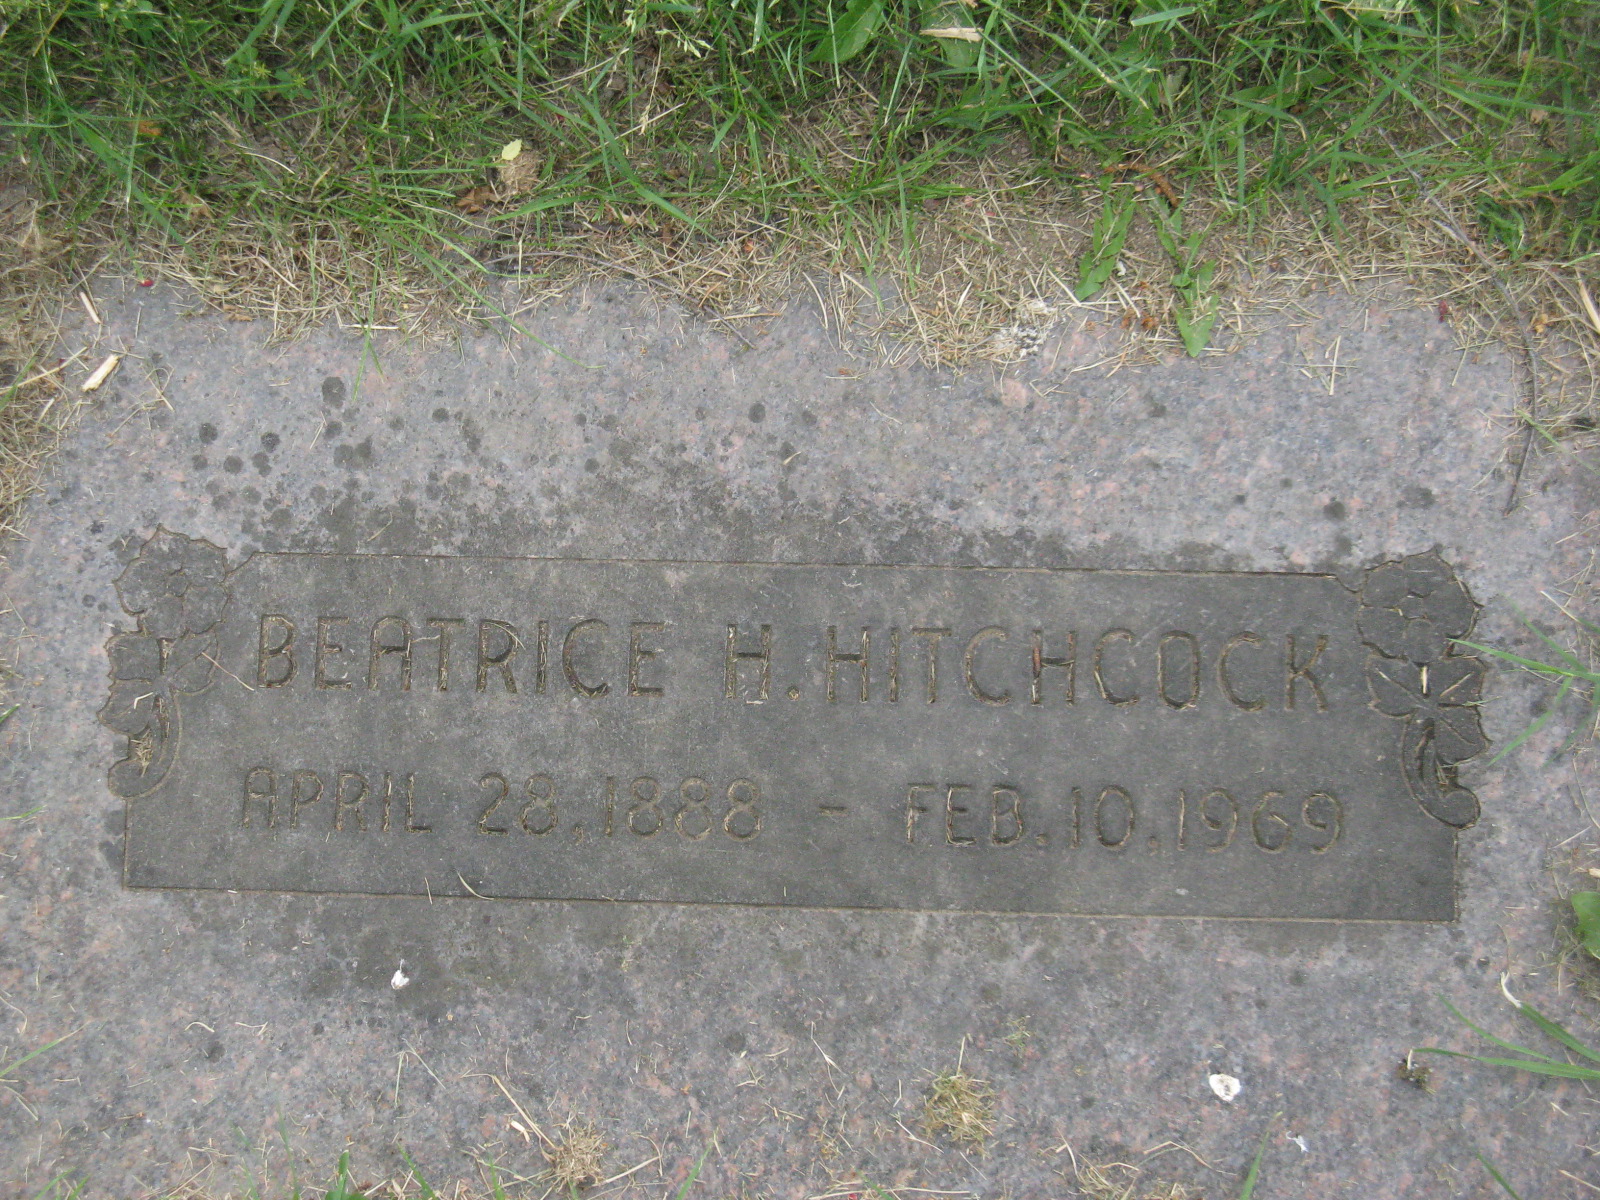 BEATRICE H. HITCHCOCK
APRIL 28, 1888 - FEB. 10, 1969